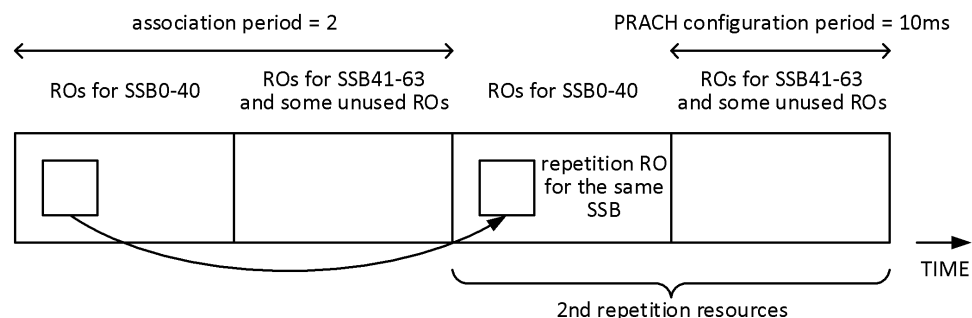 association period = 2
PRACH configuration period = 10ms
ROs for SSB0-40
ROs for SSB41-63
and some unused ROs
ROs for SSB0-40
ROs for SSB41-63
and some unused ROs
repetition RO
for the same
SSB
TIME
2nd repetition resources